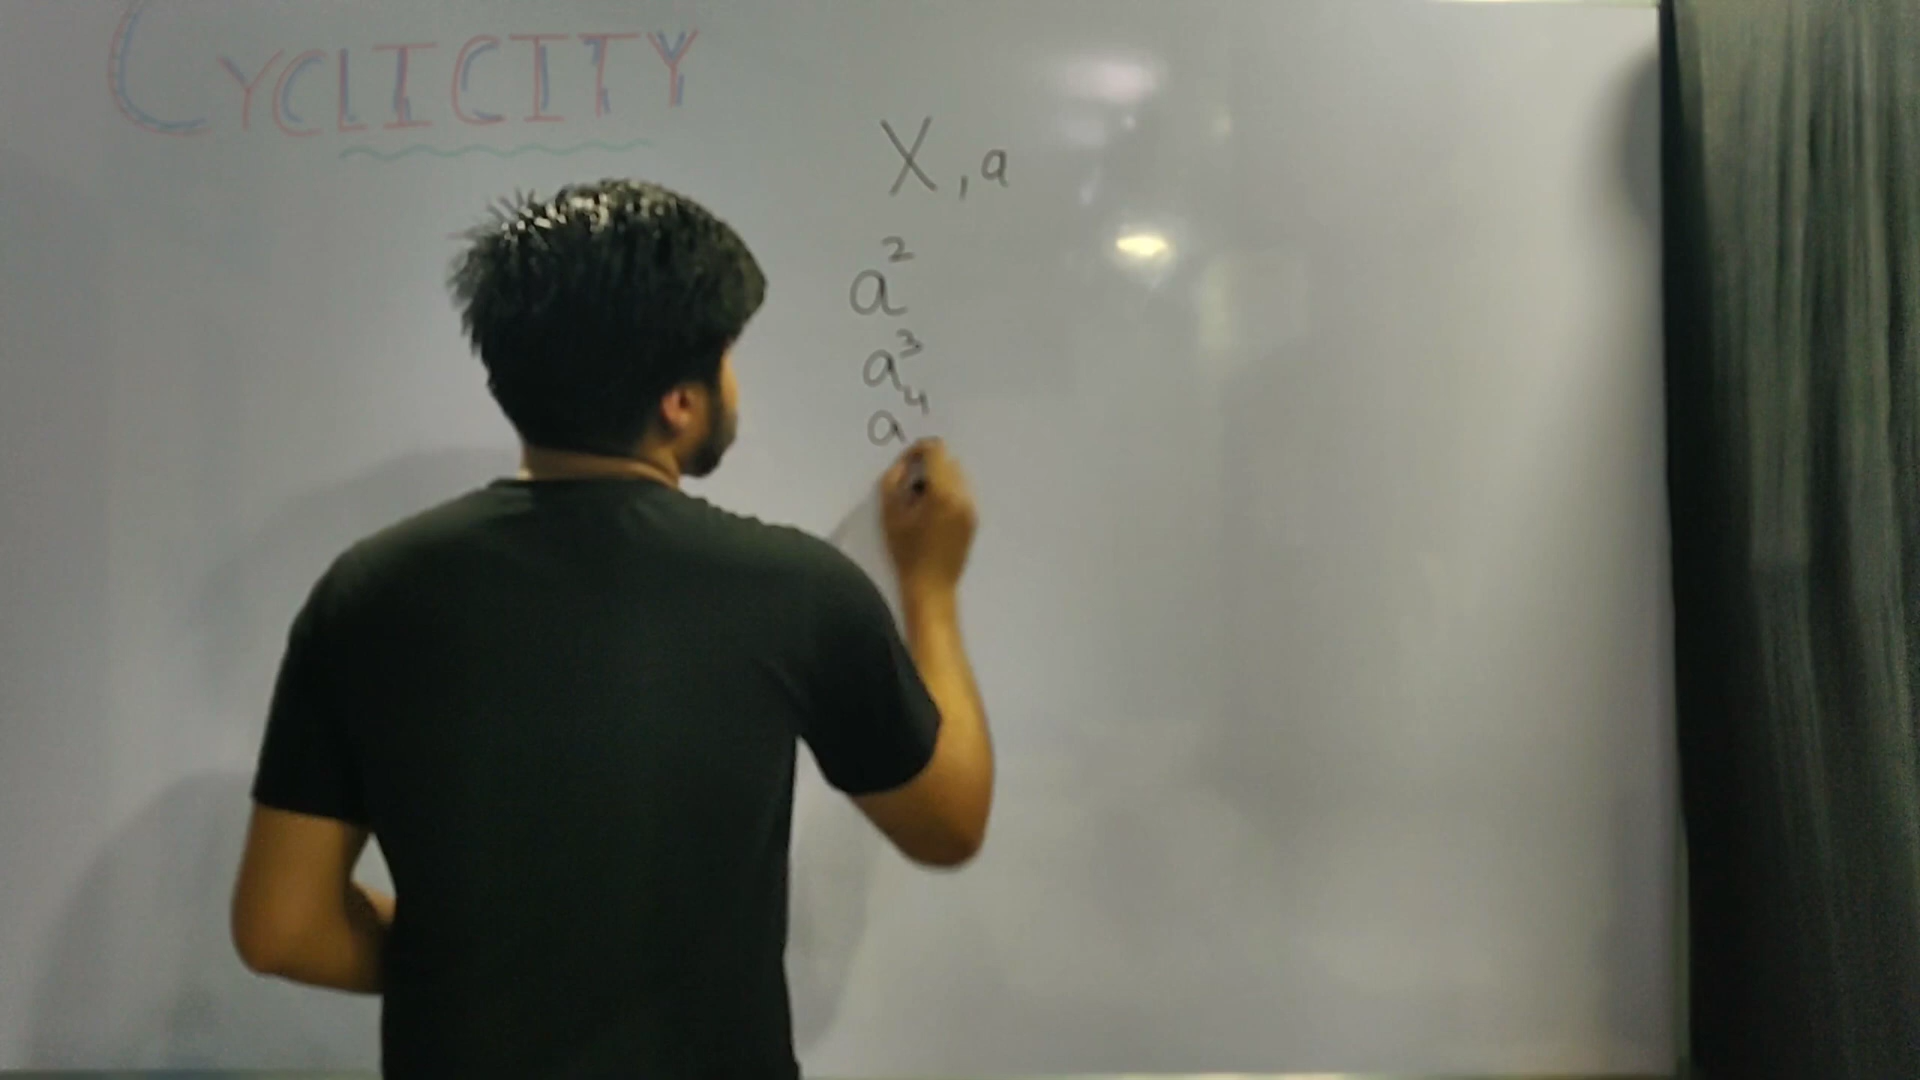 CYCLICITY
X, a
a²
a³
a⁴